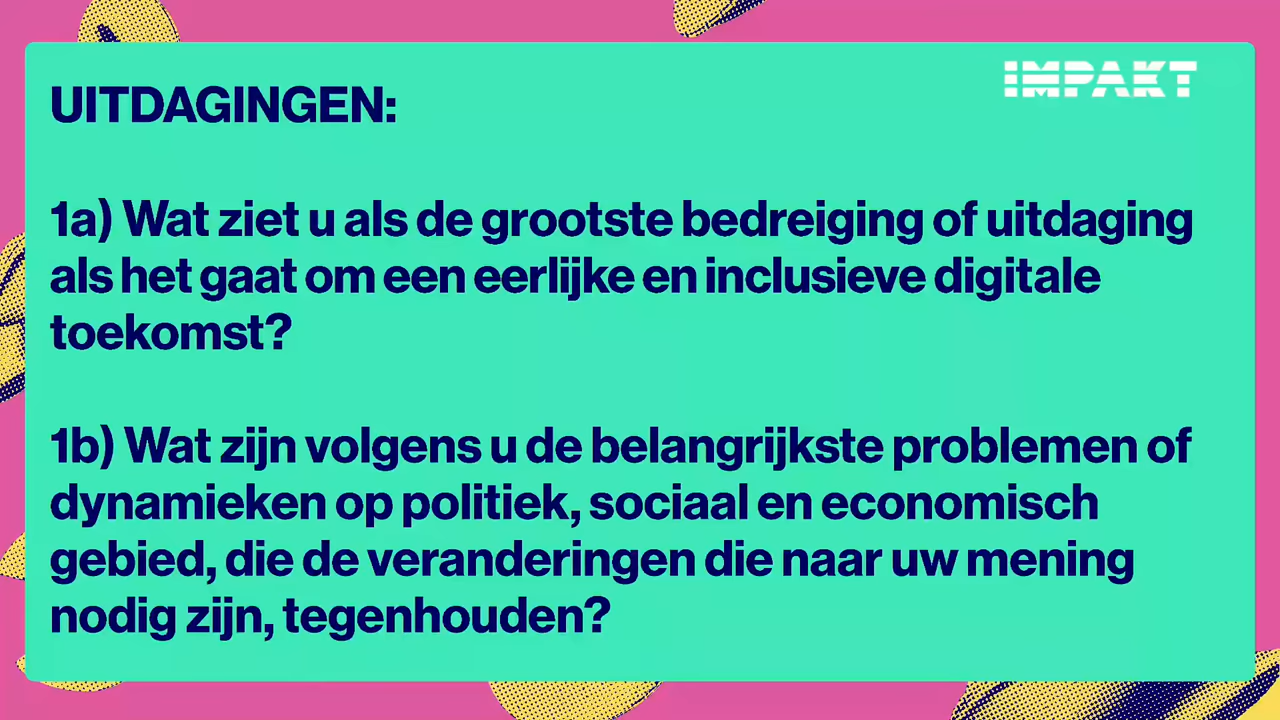 IMPAKT
UITDAGINGEN:
1a) Wat ziet u als de grootste bedreiging of uitdaging
als het gaat om een eerlijke en inclusieve digitale
toekomst?
1b) Wat zijn volgens u de belangrijkste problemen of
dynamieken op politiek, sociaal en economisch
gebied, die de veranderingen die naar uw mening
nodig zijn, tegenhouden?